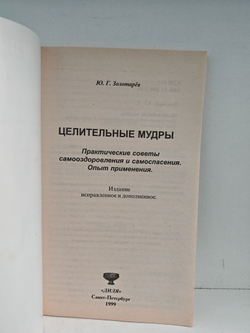 Ю. Г. Золотарёв
ЦЕЛИТЕЛЬНЫЕ МУДРЫ
Практические советы
самооздоровления и самоспасения.
Опыт применения.
Издание
исправленное и дополненное.
«ДИЛЯ»
Санкт-Петербург
1999